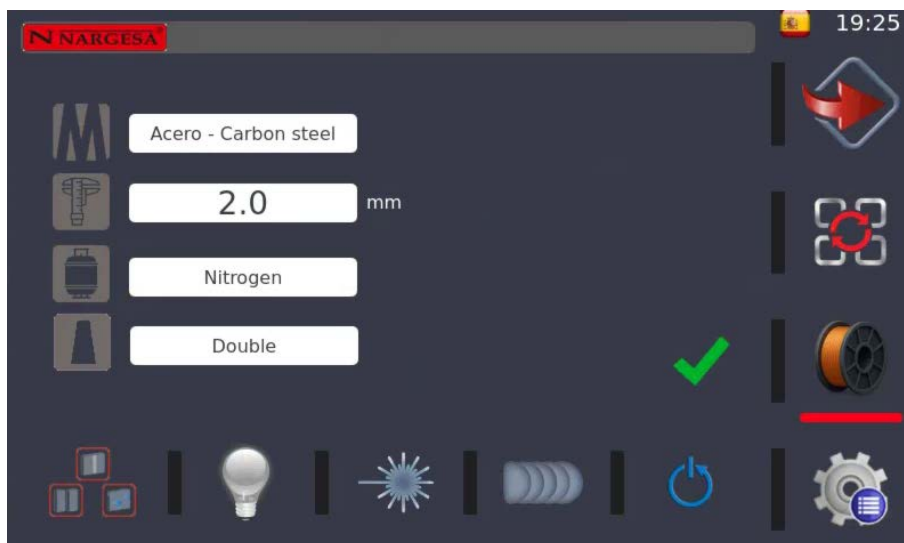 N NARGESA®
19:25
Acero - Carbon steel
2.0 mm
Nitrogen
Double